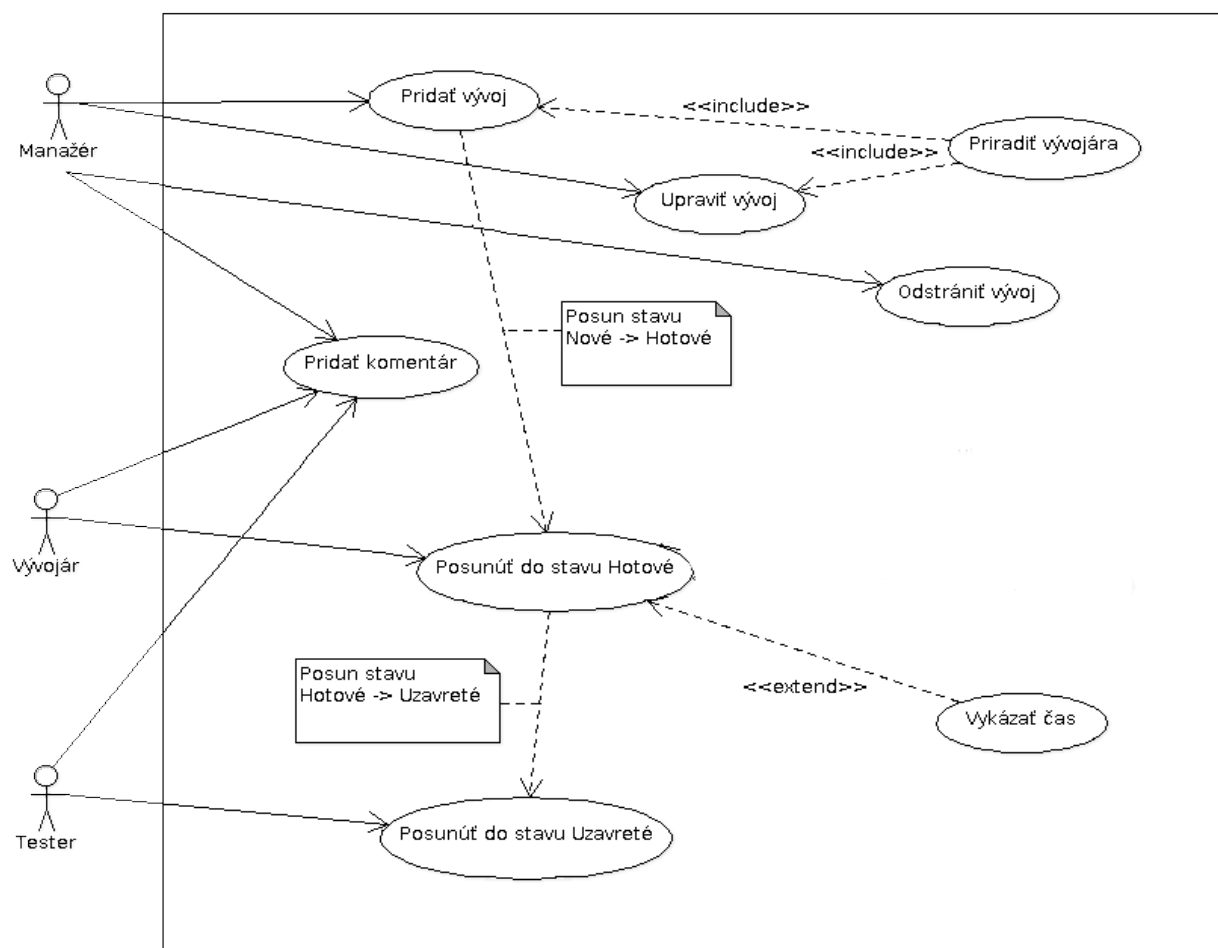 Manažér
Pridať vývoj
<<include>>
Priradiť vývojára
<<include>>
Upraviť vývoj
Odstrániť vývoj
Posun stavu
Nové -> Hotové
Pridať komentár
Vývojár
Posunúť do stavu Hotové
Posun stavu
Hotové -> Uzavreté
<<extend>>
Vykázať čas
Tester
Posunúť do stavu Uzavreté